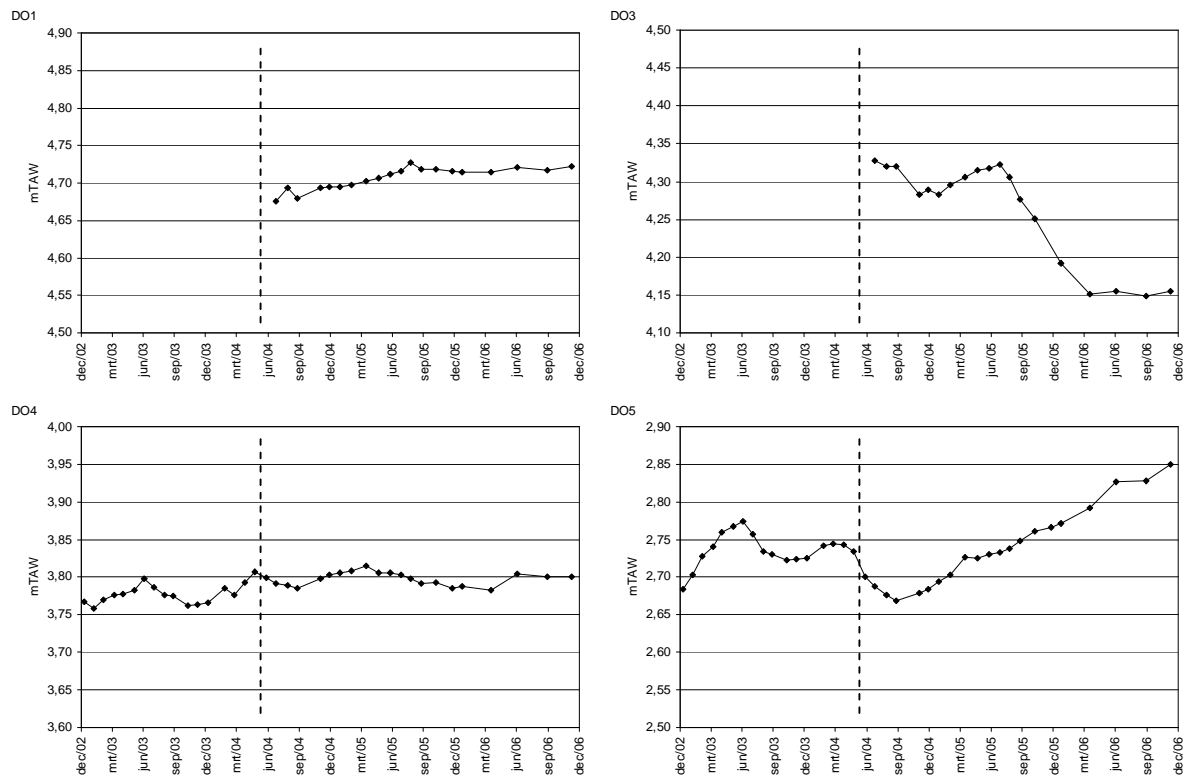 DO1
4,90
4,85
4,80
4,75
4,70
4,65
4,60
4,55
4,50
mTAW
dec/02
mrt/03
jun/03
sep/03
dec/03
mrt/04
jun/04
sep/04
dec/04
mrt/05
jun/05
sep/05
dec/05
mrt/06
jun/06
sep/06
dec/06
DO3
4,50
4,45
4,40
4,35
4,30
4,25
4,20
4,15
4,10
mTAW
dec/02
mrt/03
jun/03
sep/03
dec/03
mrt/04
jun/04
sep/04
dec/04
mrt/05
jun/05
sep/05
dec/05
mrt/06
jun/06
sep/06
dec/06
DO4
4,00
3,95
3,90
3,85
3,80
3,75
3,70
3,65
3,60
mTAW
dec/02
mrt/03
jun/03
sep/03
dec/03
mrt/04
jun/04
sep/04
dec/04
mrt/05
jun/05
sep/05
dec/05
mrt/06
jun/06
sep/06
dec/06
DO5
2,90
2,85
2,80
2,75
2,70
2,65
2,60
2,55
2,50
mTAW
dec/02
mrt/03
jun/03
sep/03
dec/03
mrt/04
jun/04
sep/04
dec/04
mrt/05
jun/05
sep/05
dec/05
mrt/06
jun/06
sep/06
dec/06